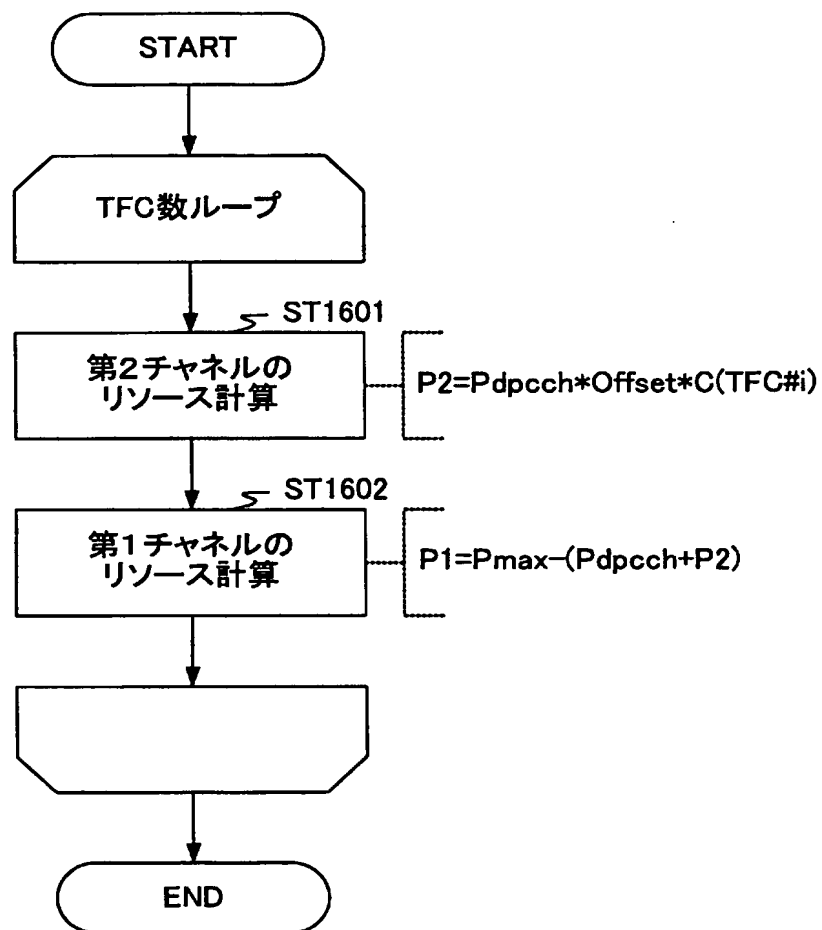 START
TFC数ループ
ST1601
第2チャネルの
リソース計算
P2=Pdpcch*Offset*C(TFC#i)
ST1602
第1チャネルの
リソース計算
P1=Pmax-(Pdpcch+P2)
END